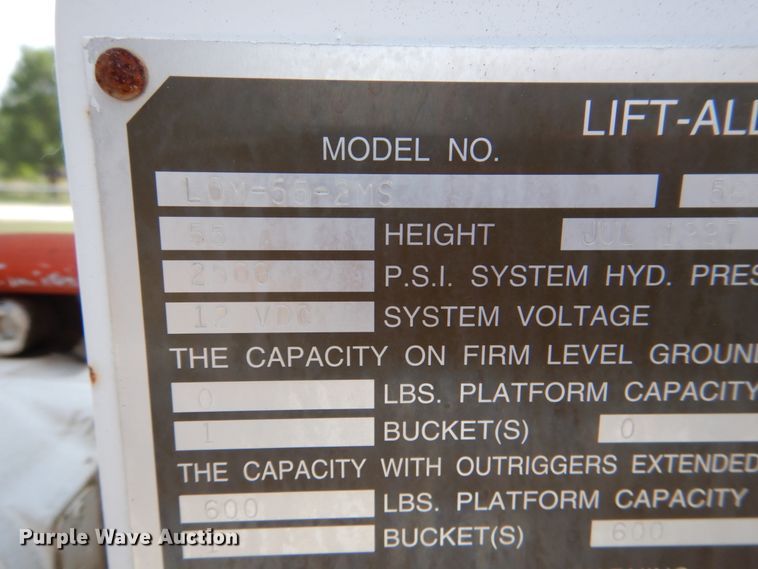 LIFT-ALL
MODEL NO.
LOM-55-2MS
55 HEIGHT JUL 1997
2500 P.S.I. SYSTEM HYD. PRES
12 VDC SYSTEM VOLTAGE
THE CAPACITY ON FIRM LEVEL GROUND
0 LBS. PLATFORM CAPACITY
1 BUCKET(S) 0
THE CAPACITY WITH OUTRIGGERS EXTENDED
600 LBS. PLATFORM CAPACITY
1 BUCKET(S) 600
Purple Wave Auction